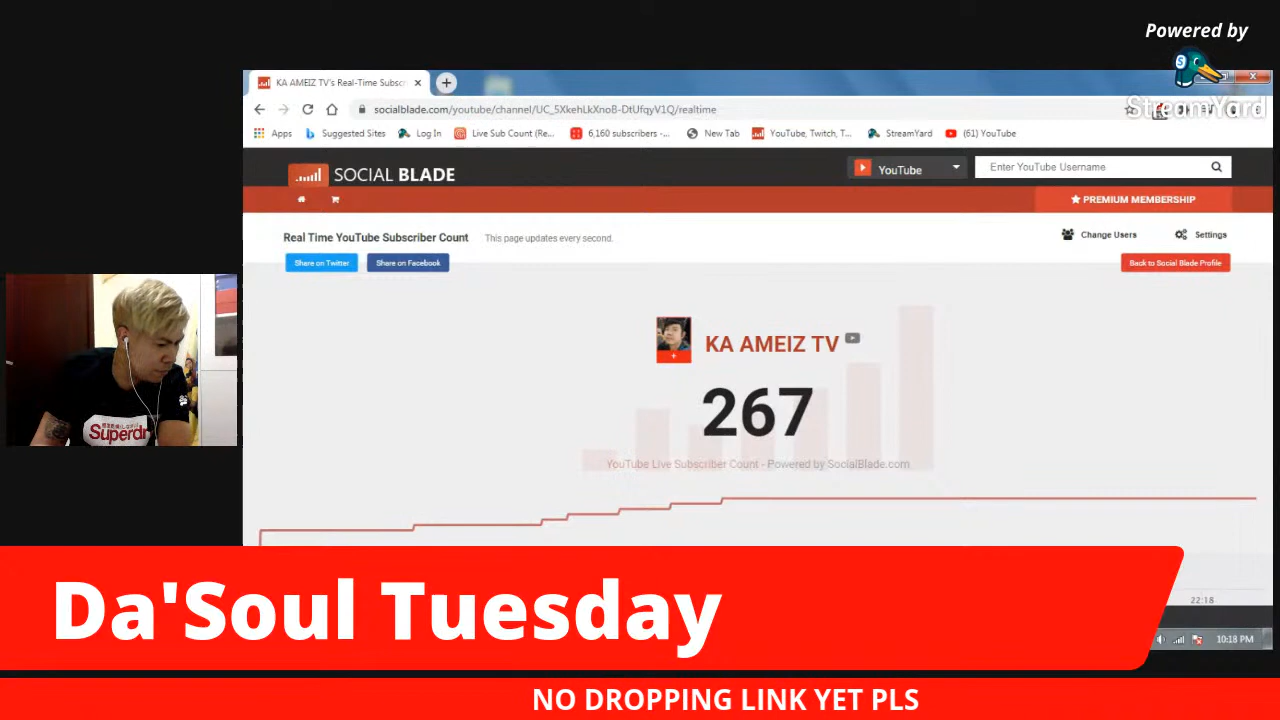 Powered by
StreamYard
KA AMEIZ TV's Real-Time Subscr
socialblade.com/youtube/channel/UC_5XkehLkXno8-DtUfqyV1Q/realtime
Apps Suggested Sites Log In Live Sub Count (Re... 6,160 subscribers -... New Tab YouTube, Twitch, T... StreamYard (61) YouTube
SOCIAL BLADE YouTube Enter YouTube Username
PREMIUM MEMBERSHIP
Real Time YouTube Subscriber Count This page updates every second. Change Users Settings
Share on Twitter Share on Facebook Back to Social Blade Profile
KA AMEIZ TV
267
YouTube Live Subscriber Count - Powered by SocialBlade.com
Superdr
22:18
10:18 PM
Da'Soul Tuesday
NO DROPPING LINK YET PLS